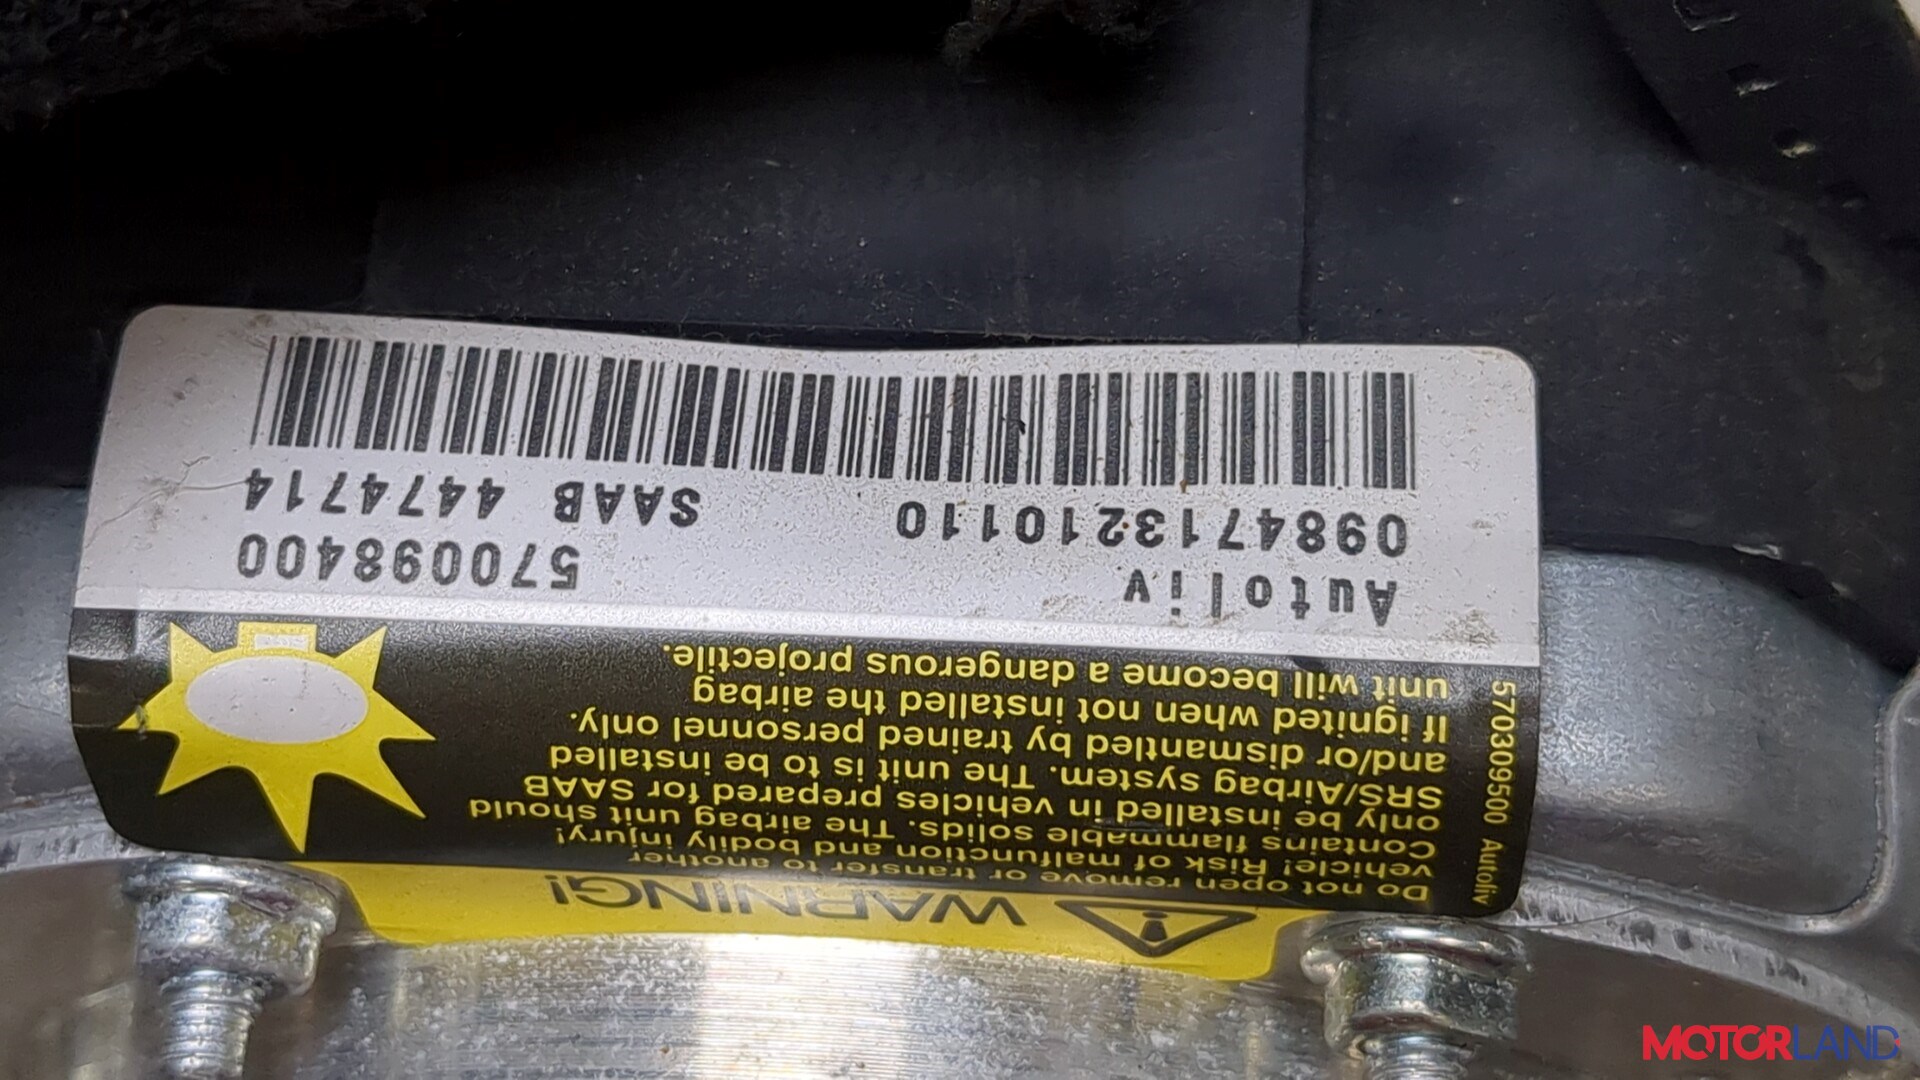 WARNING!
Do not open remove or transfer to another
vehicle! Risk of malfunction and bodily injury!
Contains flammable solids. The airbag unit should
only be installed in vehicles prepared for SAAB
SRS/Airbag system. The unit is to be installed
and/or dismantled by trained personnel only.
If ignited when not installed the airbag
unit will become a dangerous projectile.
570309500 Autoliv
Autoliv 570098400
0984713210110 SAAB 4474714
MOTORLAND